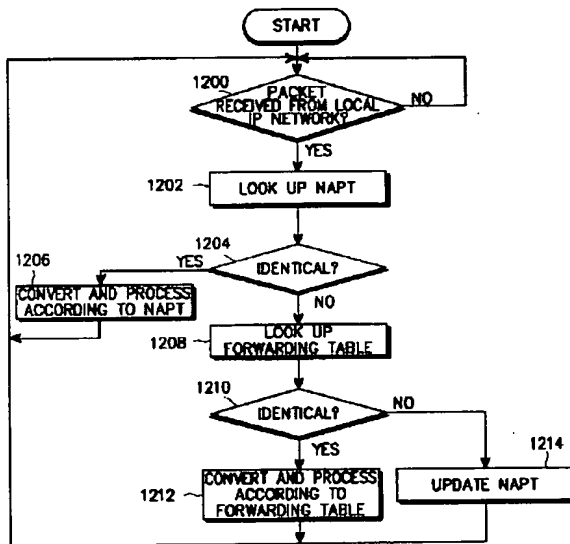 START
1200
PACKET
RECEIVED FROM LOCAL
IP NETWORK?
NO
YES
1202
LOOK UP NAPT
1204
1206
YES
IDENTICAL?
CONVERT AND PROCESS
ACCORDING TO NAPT
NO
LOOK UP
FORWARDING TABLE
1208
1210
IDENTICAL?
NO
YES
1214
CONVERT AND PROCESS
ACCORDING TO
FORWARDING TABLE
1212
UPDATE NAPT